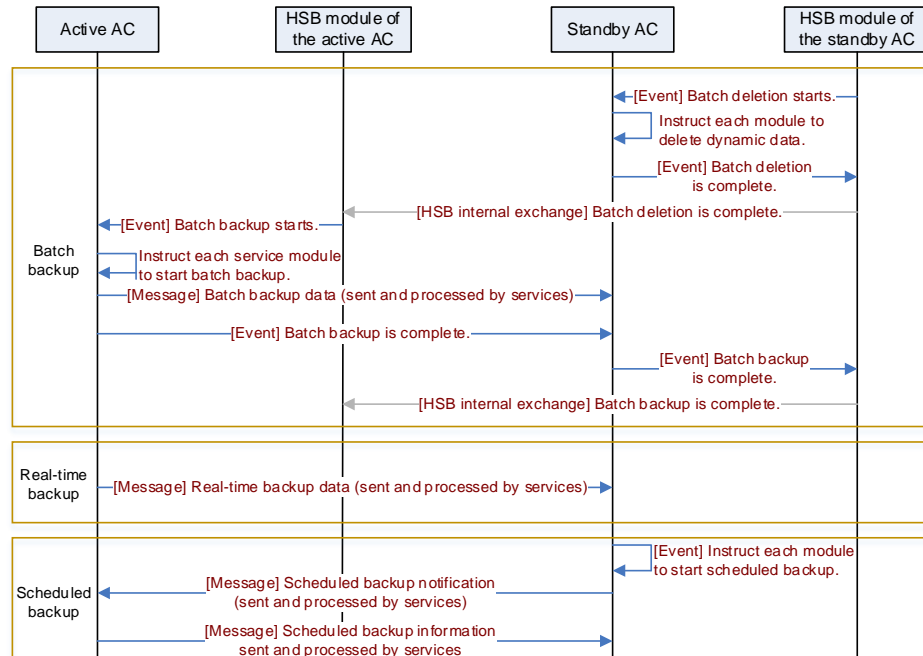 Active AC
HSB module of
the active AC
Standby AC
HSB module of
the standby AC
Batch
backup
[Event] Batch deletion starts.
Instruct each module to
delete dynamic data.
[Event] Batch deletion
is complete.
[HSB internal exchange] Batch deletion is complete.
[Event] Batch backup starts.
Instruct each service module
to start batch backup.
[Message] Batch backup data (sent and processed by services)
[Event] Batch backup is complete.
[Event] Batch backup
is complete.
[HSB internal exchange] Batch backup is complete.
Real-time
backup
[Message] Real-time backup data (sent and processed by services)
Scheduled
backup
[Event] Instruct each module
to start scheduled backup.
[Message] Scheduled backup notification
(sent and processed by services)
[Message] Scheduled backup information
sent and processed by services